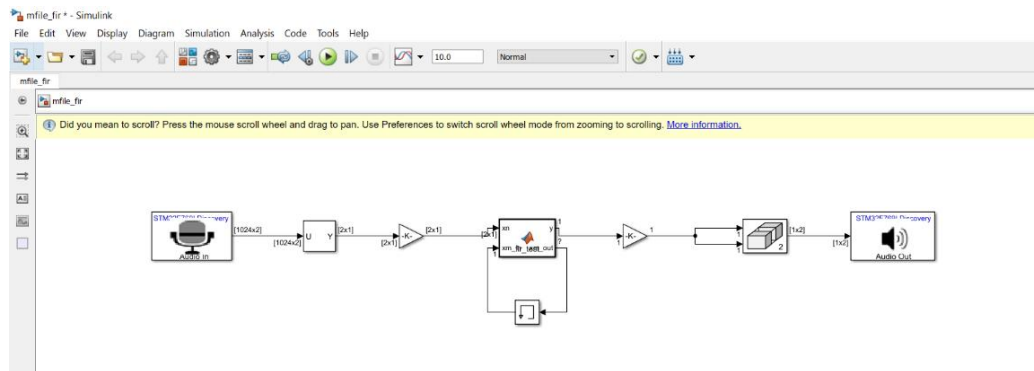 mfile_fir * - Simulink
File Edit View Display Diagram Simulation Analysis Code Tools Help
10.0 Normal
mfile_fir
mfile_fir
Did you mean to scroll? Press the mouse scroll wheel and drag to pan. Use Preferences to switch scroll wheel mode from zooming to scrolling. More information.
[1024x2]
Audio In
[1024x2]
U Y
[2x1]
[2x1]
-K-
[2x1]
xn
y
1
1
1
-K-
1
1
1
2
[1x2]
[1x2]
Audio Out